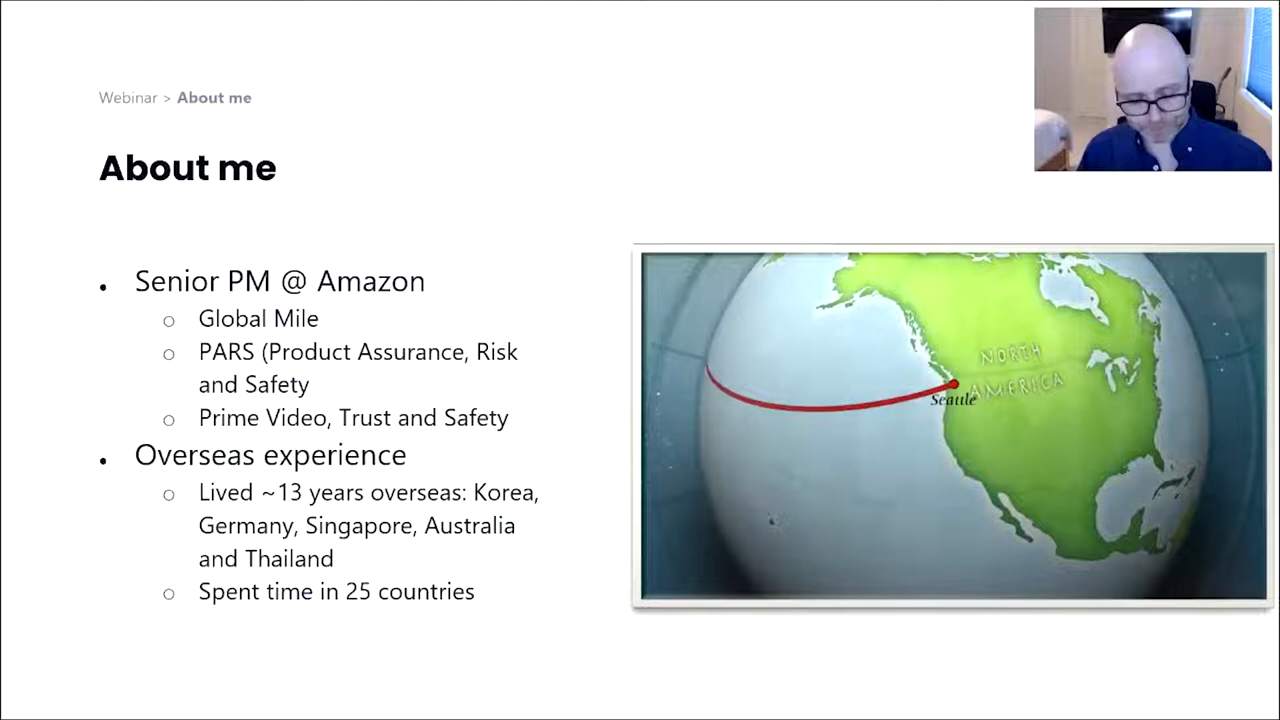 Webinar > About me
About me
• Senior PM @ Amazon
○ Global Mile
○ PARS (Product Assurance, Risk
and Safety
○ Prime Video, Trust and Safety
• Overseas experience
○ Lived ~13 years overseas: Korea,
Germany, Singapore, Australia
and Thailand
○ Spent time in 25 countries
NORTH
AMERICA
Seattle